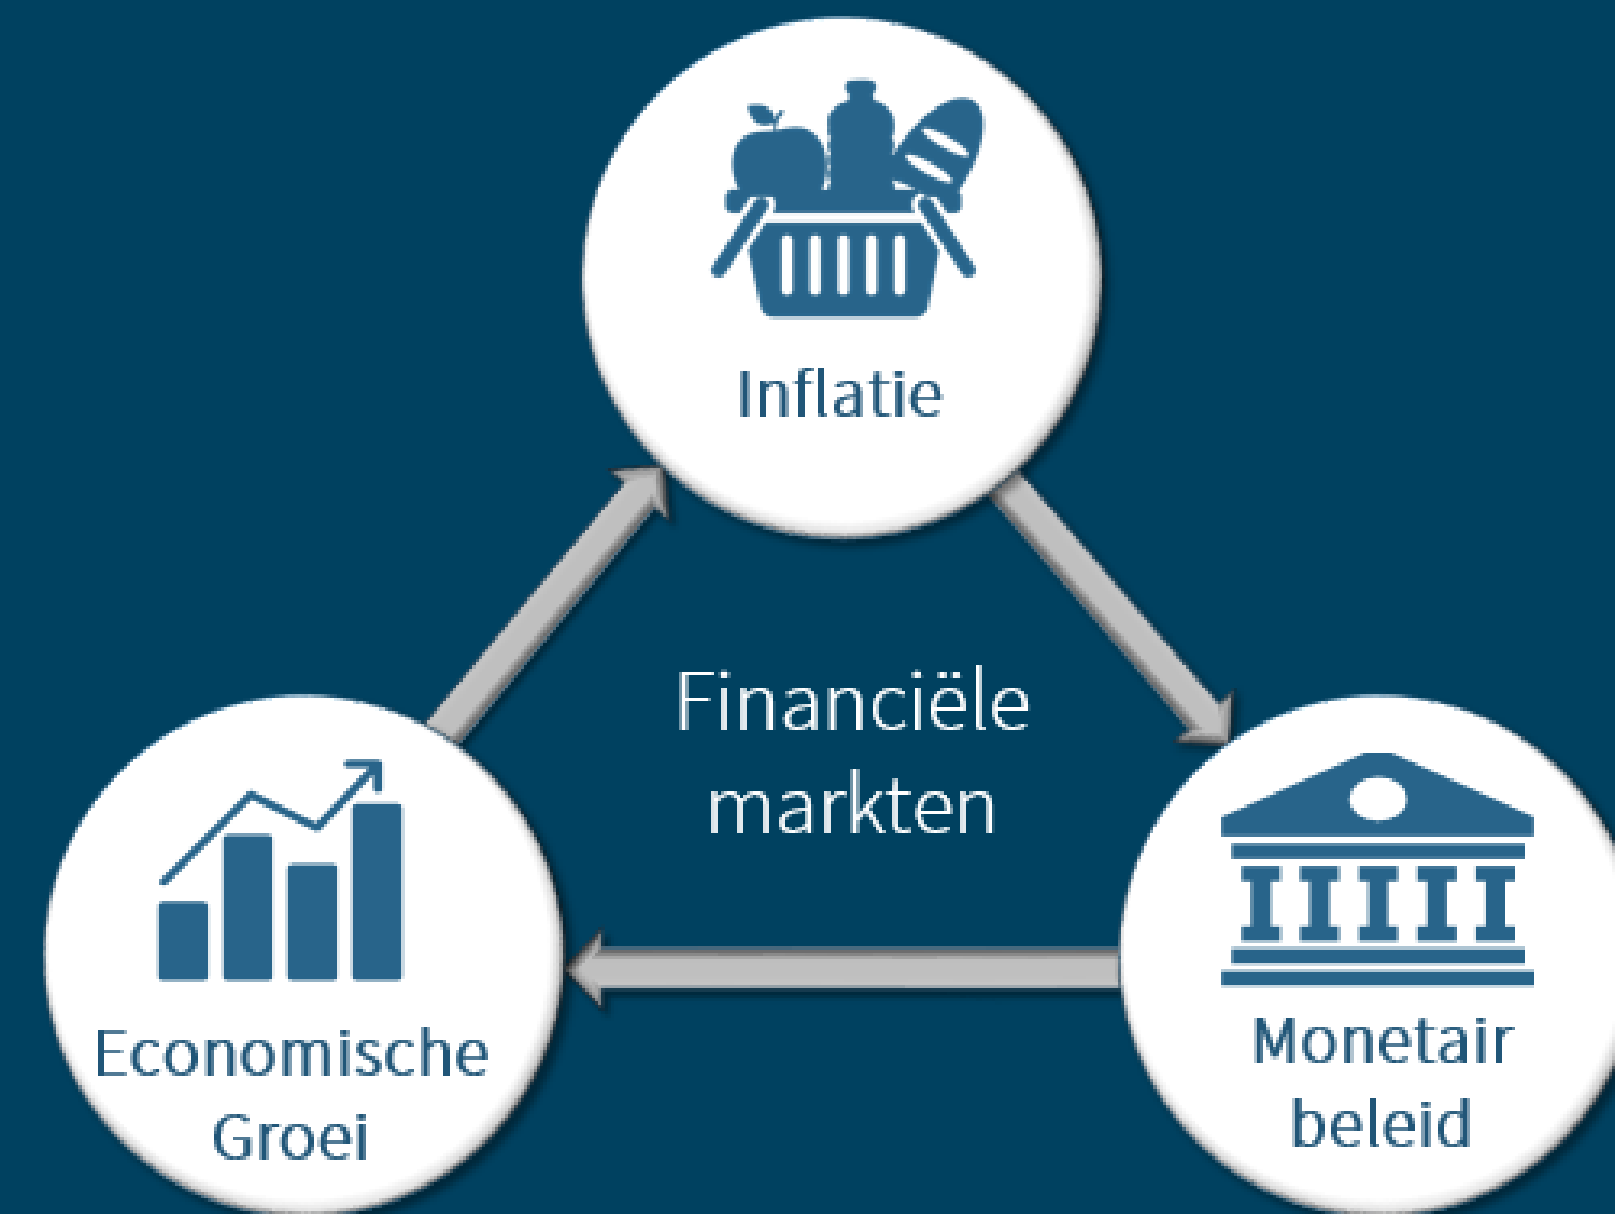 Inflatie
Financiële
markten
Economische
Groei
Monetair
beleid